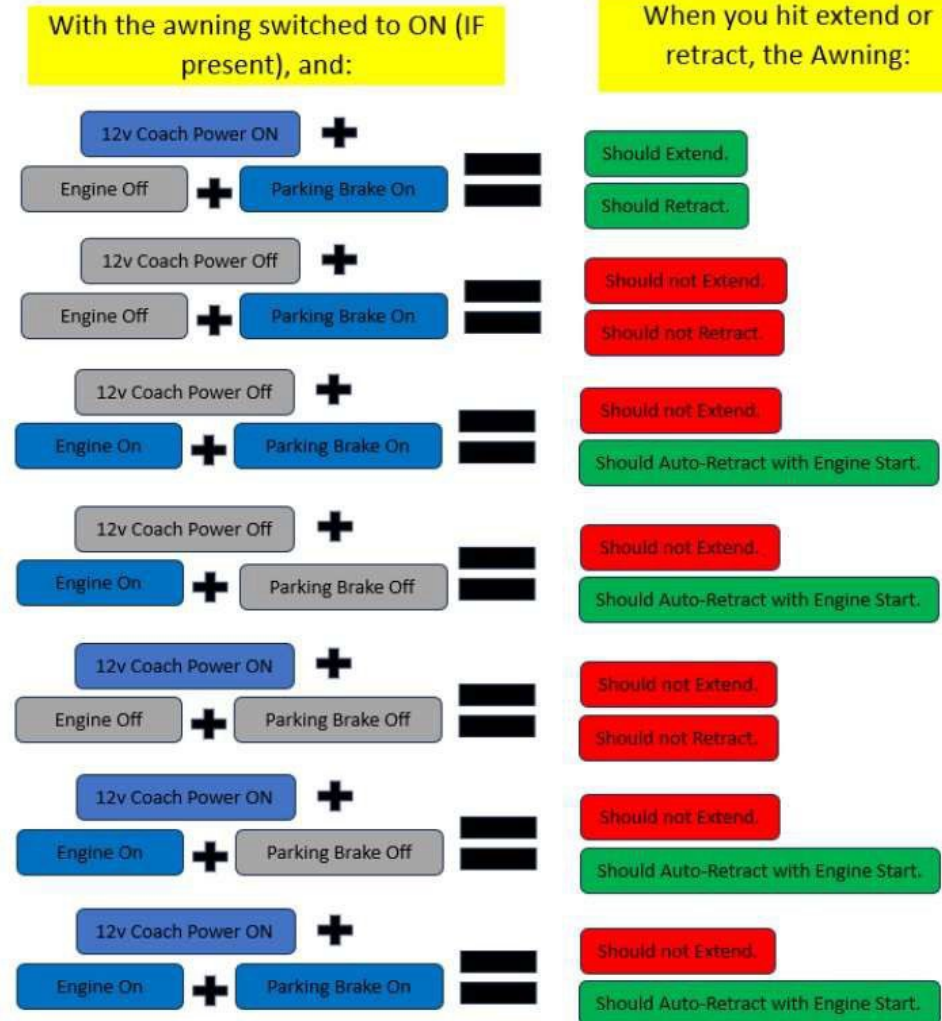 With the awning switched to ON (IF
present), and:
When you hit extend or
retract, the Awning:
12v Coach Power ON +
Engine Off + Parking Brake On =
Should Extend.
Should Retract.
12v Coach Power Off +
Engine Off + Parking Brake On =
Should not Extend.
Should not Retract.
12v Coach Power Off +
Engine On + Parking Brake On =
Should not Extend.
Should Auto-Retract with Engine Start.
12v Coach Power Off +
Engine On + Parking Brake Off =
Should not Extend.
Should Auto-Retract with Engine Start.
12v Coach Power ON +
Engine Off + Parking Brake Off =
Should not Extend.
Should not Retract.
12v Coach Power ON +
Engine On + Parking Brake Off =
Should not Extend.
Should Auto-Retract with Engine Start.
12v Coach Power ON +
Engine On + Parking Brake On =
Should not Extend.
Should Auto-Retract with Engine Start.